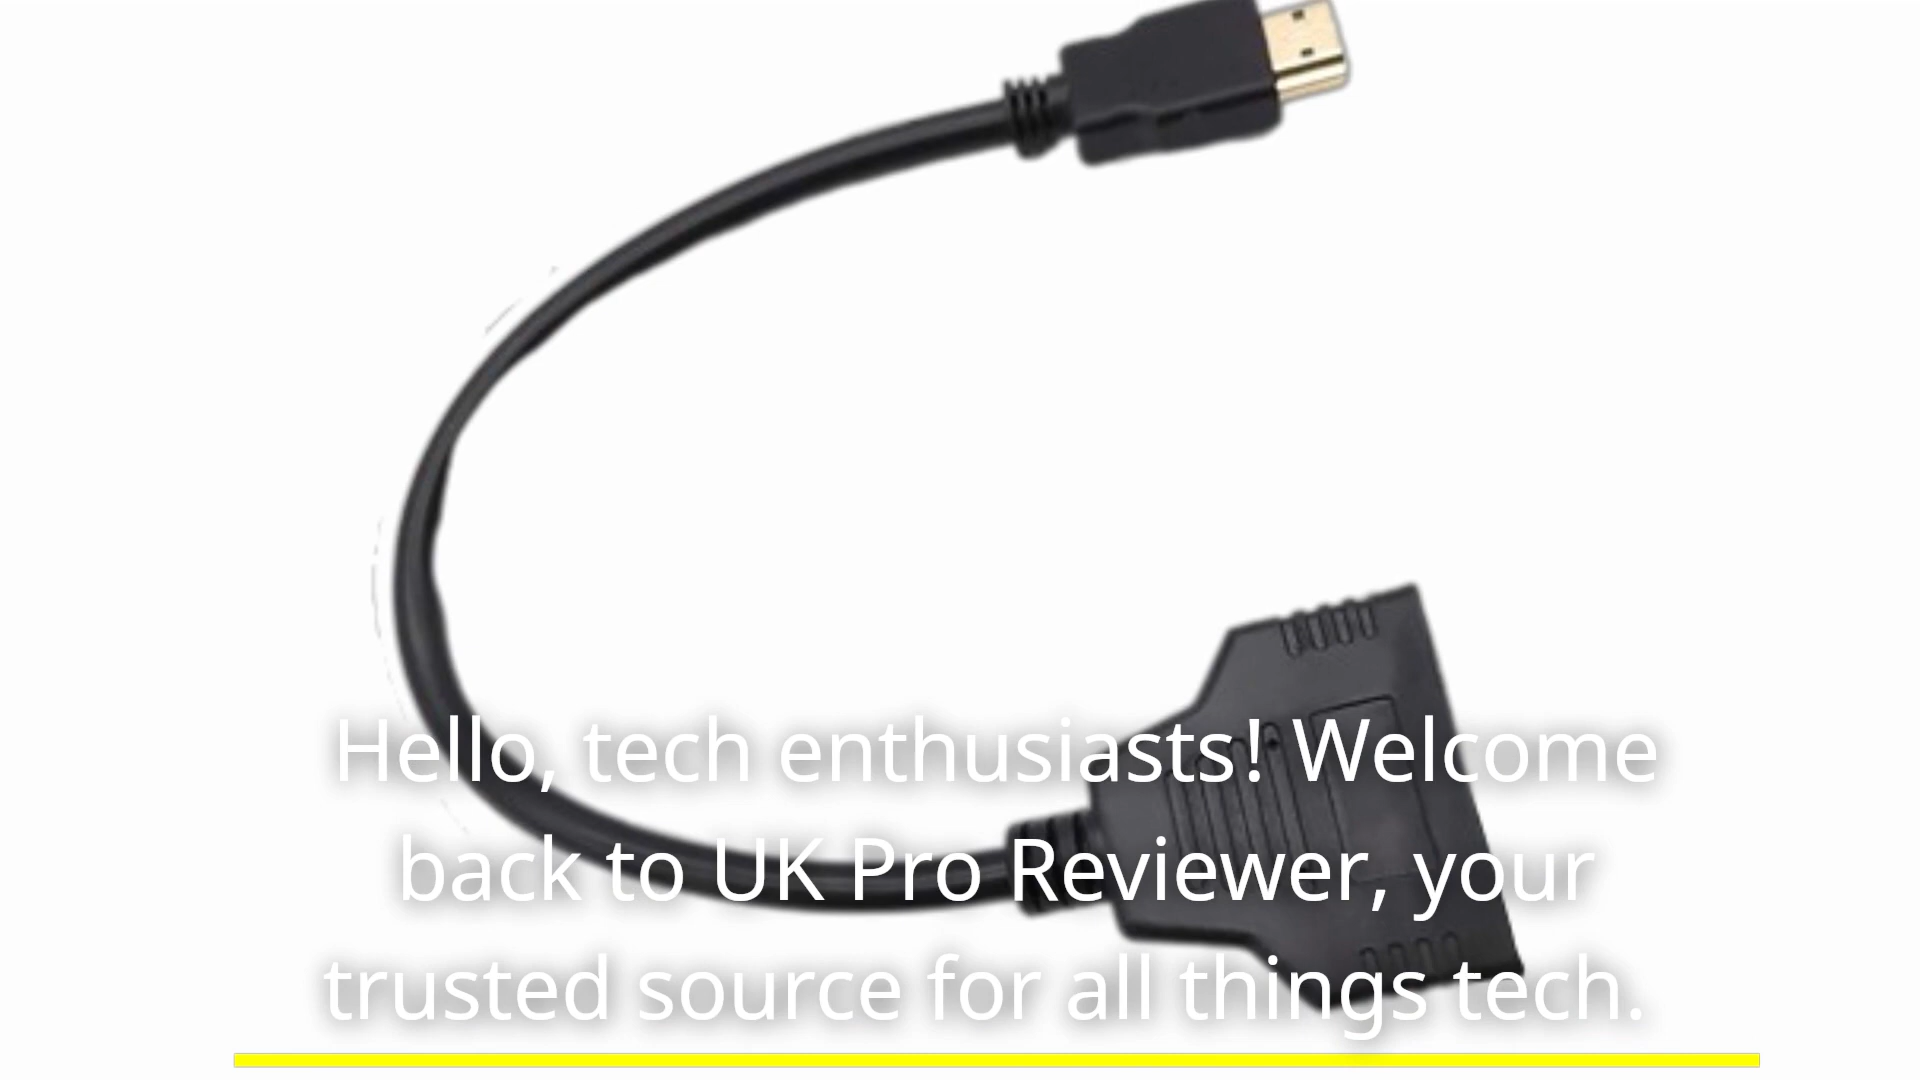 Hello, tech enthusiasts! Welcome
back to UK Pro Reviewer, your
trusted source for all things tech.